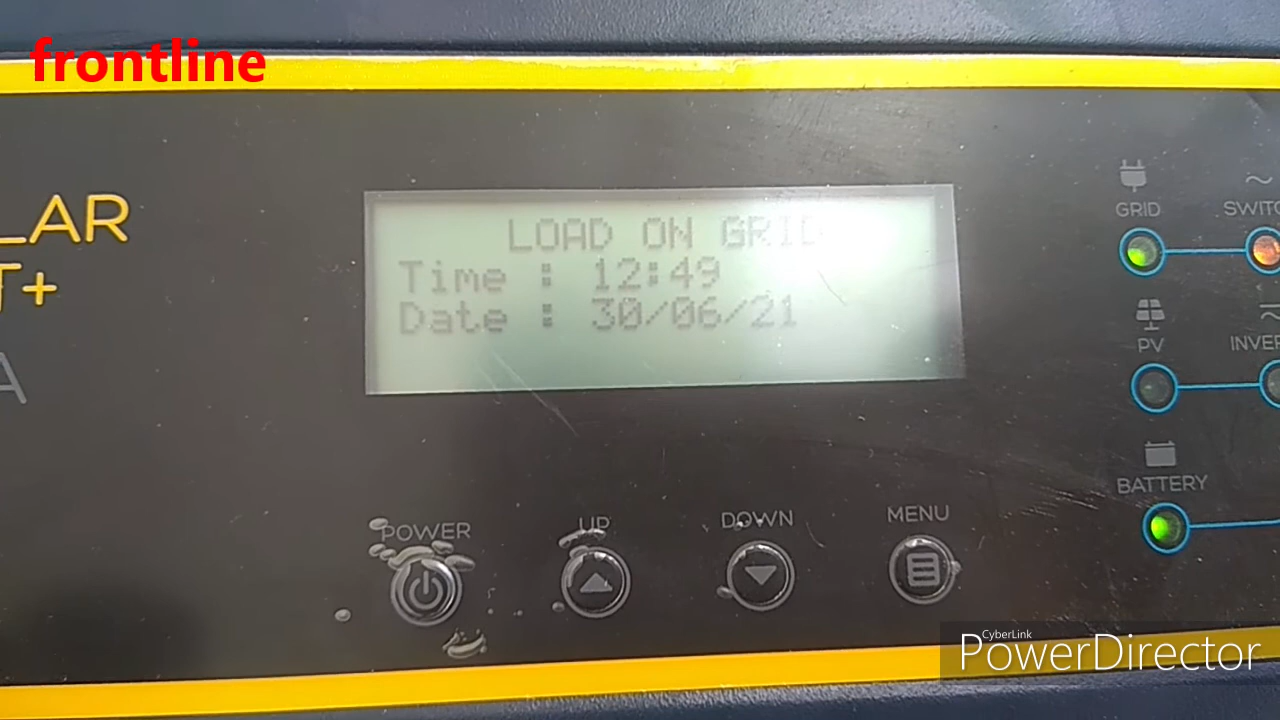 frontline
LAR
T+
A
LOAD ON GRID
Time : 12:49
Date : 30/06/21
GRID
SWITC
PV
INVER
BATTERY
POWER
UP
DOWN
MENU
CyberLink
PowerDirector